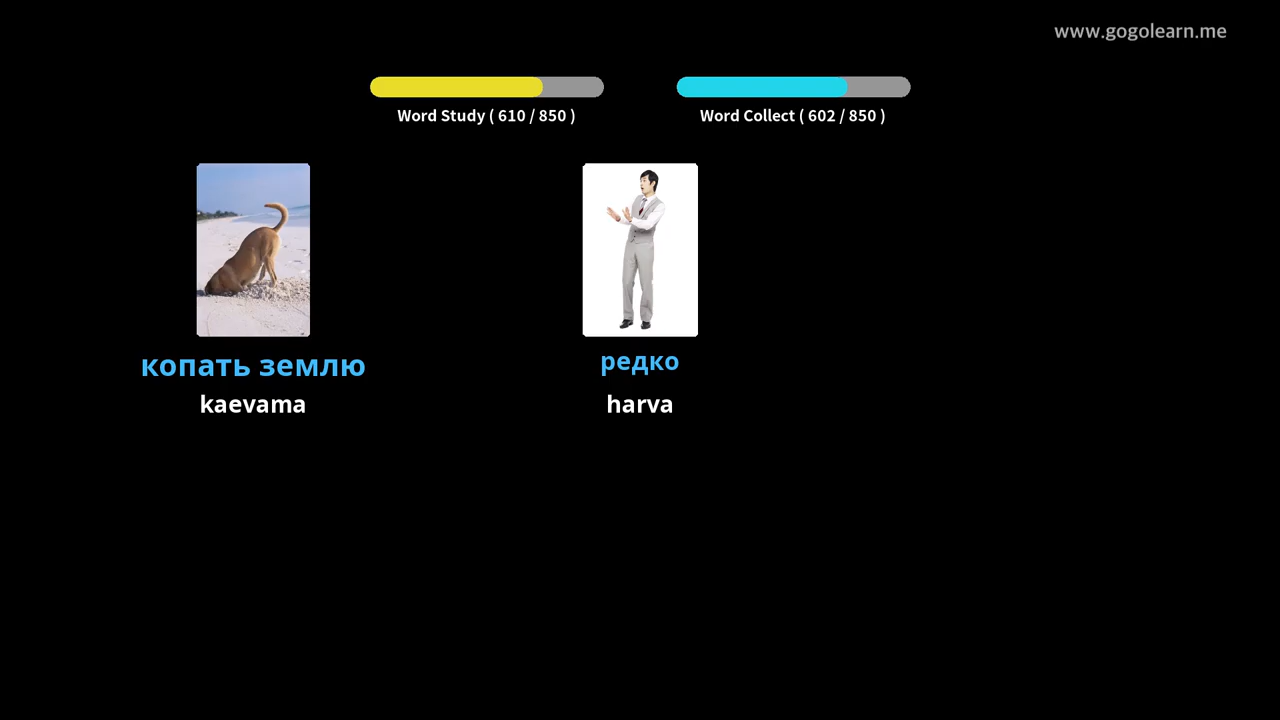 www.gogolearn.me
Word Study ( 610 / 850 )
Word Collect ( 602 / 850 )
копать землю
kaevama
редко
harva